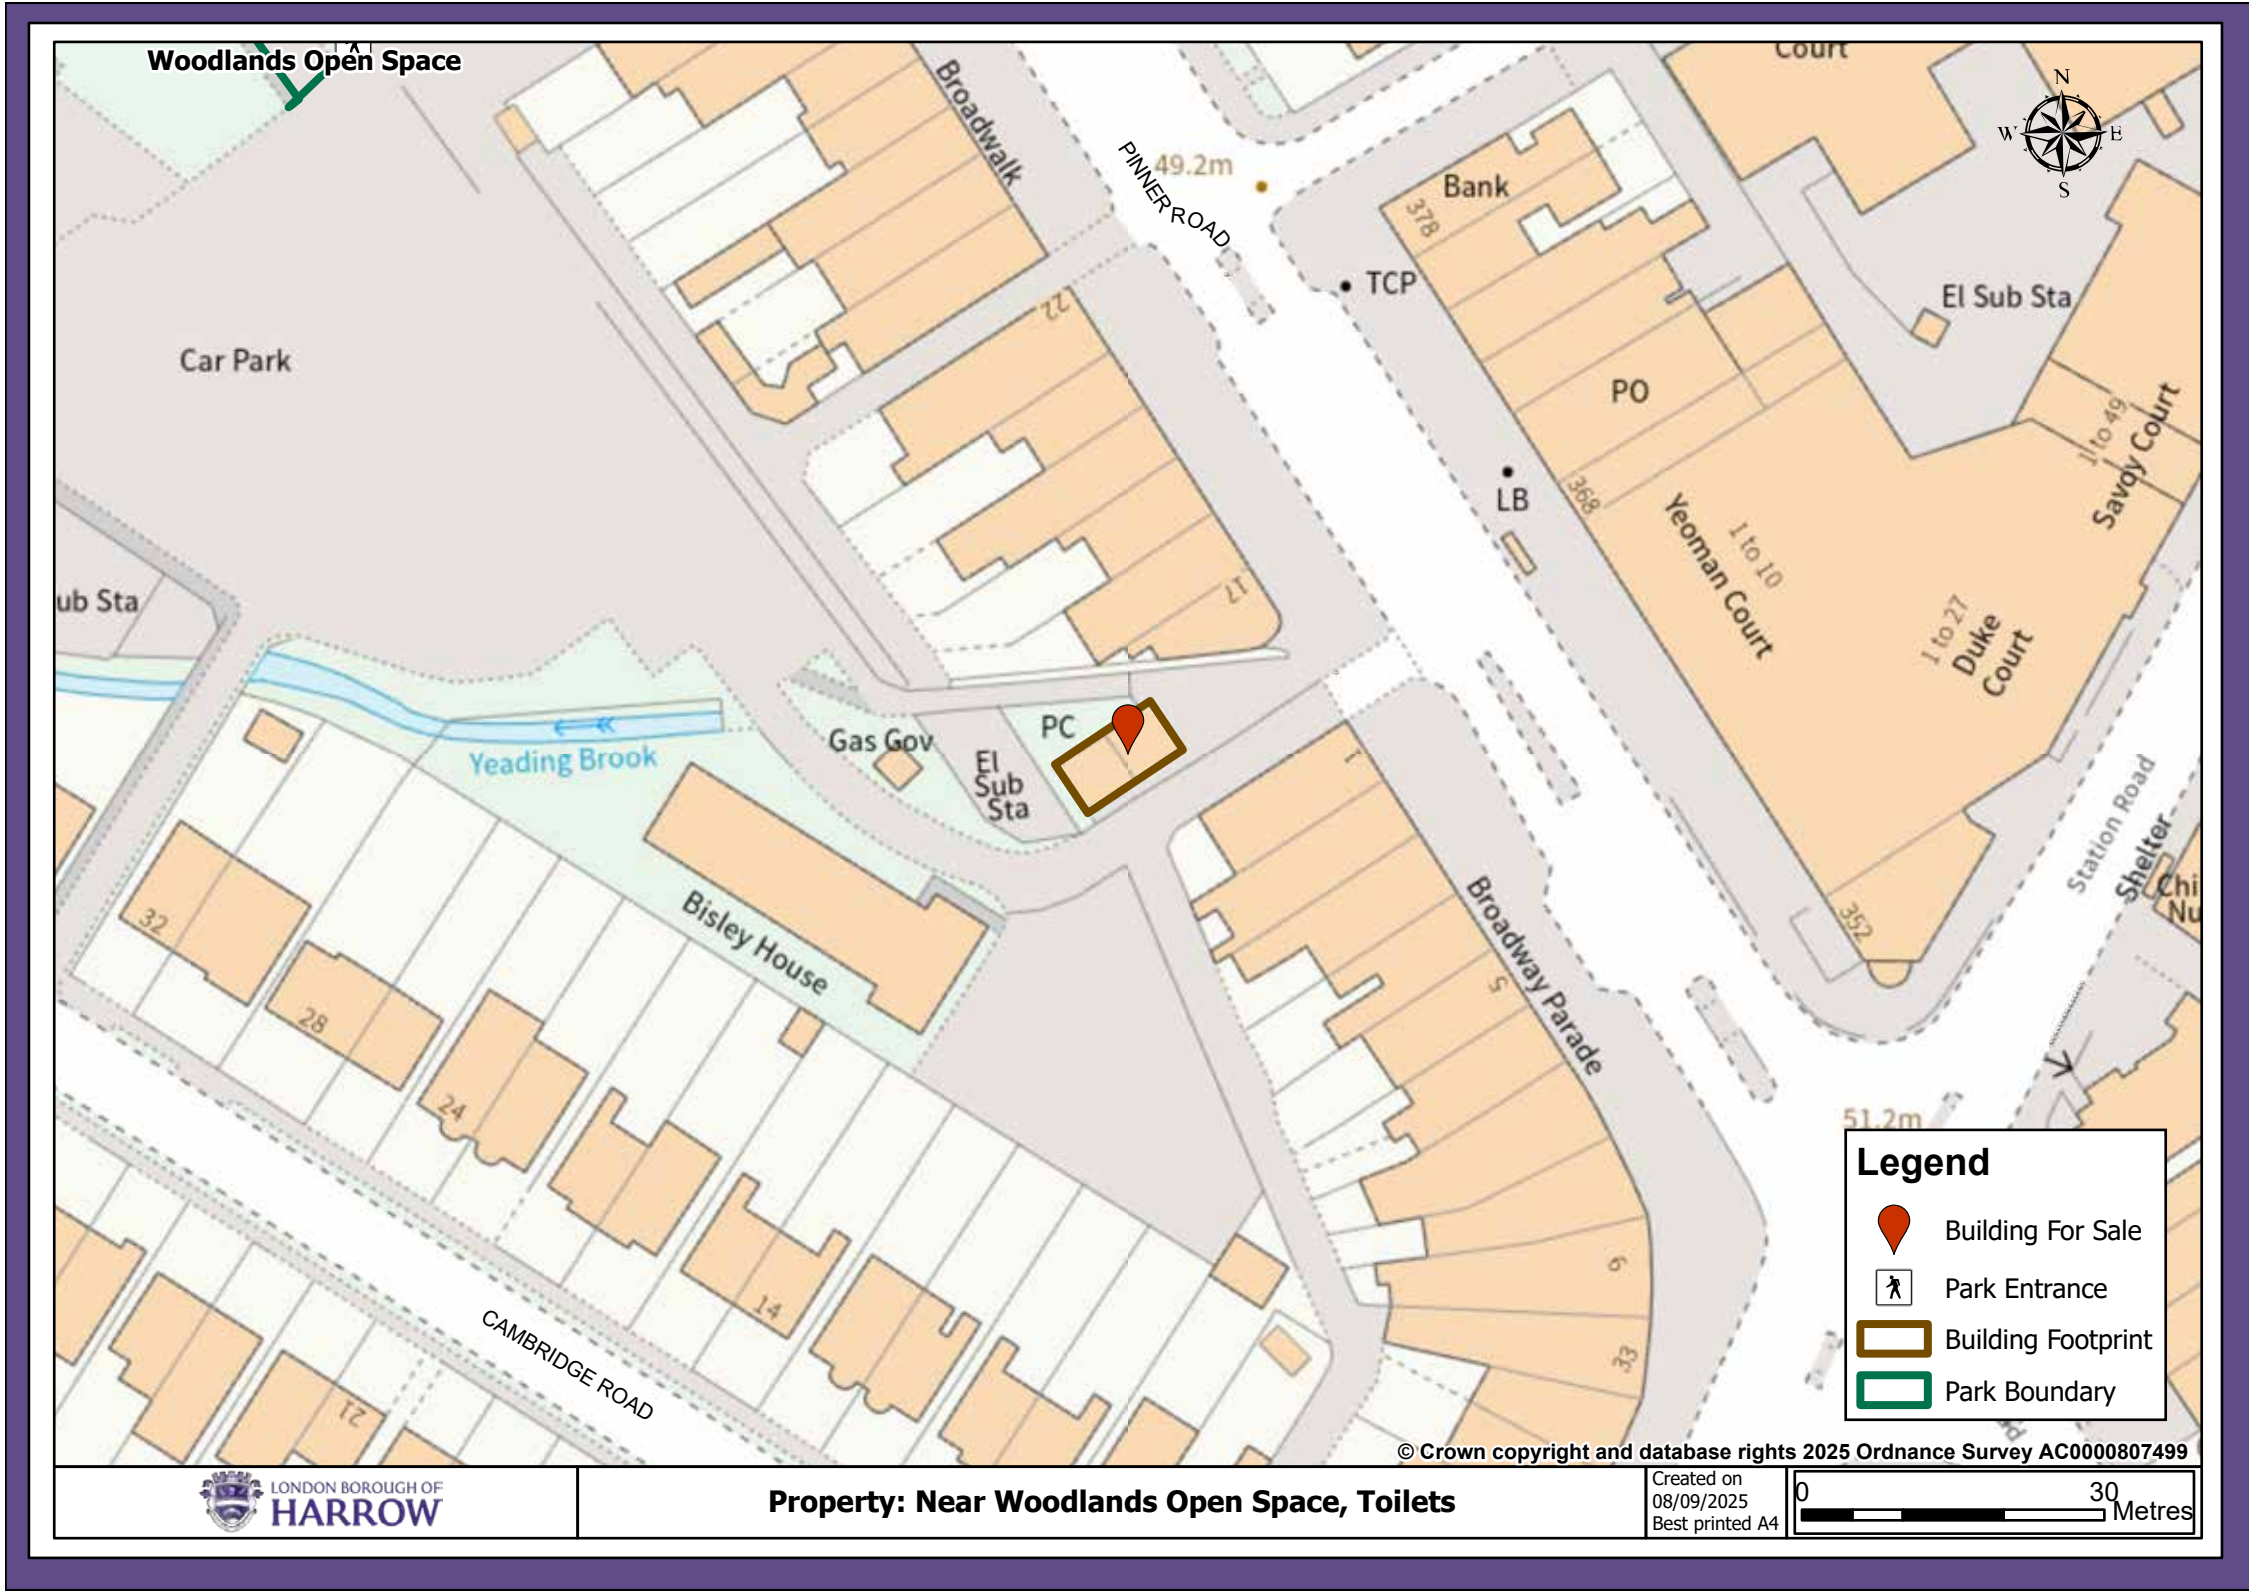 Woodlands Open Space
Court
Broadwalk
PINNER ROAD
49.2m
N
W
E
S
Bank
378
TCP
22
El Sub Sta
Car Park
PO
1 to 49
Savoy Court
LB
368
Yeoman Court
1 to 10
17
ub Sta
1 to 27
Duke
Court
PC
Gas Gov
El
Sub
Sta
Yeading Brook
1
Station Road
Shelter
Chi
Nu
32
Bisley House
Broadway Parade
352
5
28
24
51.2m
14
9
33
21
CAMBRIDGE ROAD
Legend
Building For Sale
Park Entrance
Building Footprint
Park Boundary
© Crown copyright and database rights 2025 Ordnance Survey AC0000807499
LONDON BOROUGH OF
HARROW
Property: Near Woodlands Open Space, Toilets
Created on
08/09/2025
Best printed A4
0 30
Metres